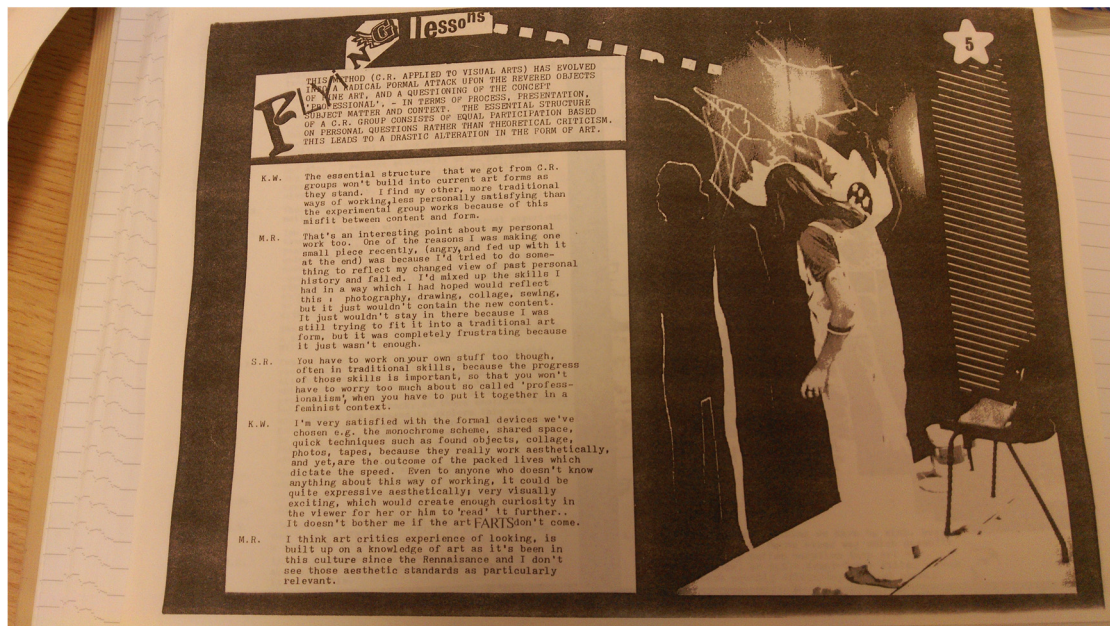 lessons
5
THIS METHOD (C.R. APPLIED TO VISUAL ARTS) HAS EVOLVED
INTO A RADICAL FORMAL ATTACK UPON THE REVERED OBJECTS
OF FINE ART, AND A QUESTIONING OF THE CONCEIT
'PROFESSIONAL', - IN TERMS OF PROCESS, PRESENTATION,
SUBJECT MATTER AND CONTEXT. THE ESSENTIAL STRUCTURE
OF A C.R. GROUP CONSISTS OF EQUAL PARTICIPATION BASED
ON PERSONAL QUESTIONS RATHER THAN THEORETICAL CRITICISM.
THIS LEADS TO A DRASTIC ALTERATION IN THE FORM OF ART.
K.W. The essential structure that we got from C.R.
groups won't build into current art forms as
they stand. I find my other, more traditional
ways of working,less personally satisfying than
the experimental group works because of this
misfit between content and form.
M.R. That's an interesting point about my personal
work too. One of the reasons I was making one
small piece recently, (angry,and fed up with it
at the end) was because I'd tried to do some-
thing to reflect my changed view of past personal
history and failed. I'd mixed up the skills I
had in a way which I had hoped would reflect
this : photography, drawing, collage, sewing,
but it just wouldn't contain the new content.
It just wouldn't stay in there because I was
still trying to fit it into a traditional art
form, but it was completely frustrating because
it just wasn't enough.
S.R. You have to work on your own stuff too though,
often in traditional skills, because the progress
of those skills is important, so that you won't
have to worry too much about so called 'profess-
ionalism', when you have to put it together in a
feminist context.
K.W. I'm very satisfied with the formal devices we've
chosen e.g. the monochrome scheme, shared space,
quick techniques such as found objects, collage,
photos, tapes, because they really work aesthetically,
and yet,are the outcome of the packed lives which
dictate the speed. Even to anyone who doesn't know
anything about this way of working, it could be
quite expressive aesthetically; very visually
exciting, which would create enough curiosity in
the viewer for her or him to 'read' it further..
It doesn't bother me if the art FARTS don't come.
M.R. I think art critics experience of looking, is
built up on a knowledge of art as it's been in
this culture since the Rennaisance and I don't
see those aesthetic standards as particularly
relevant.